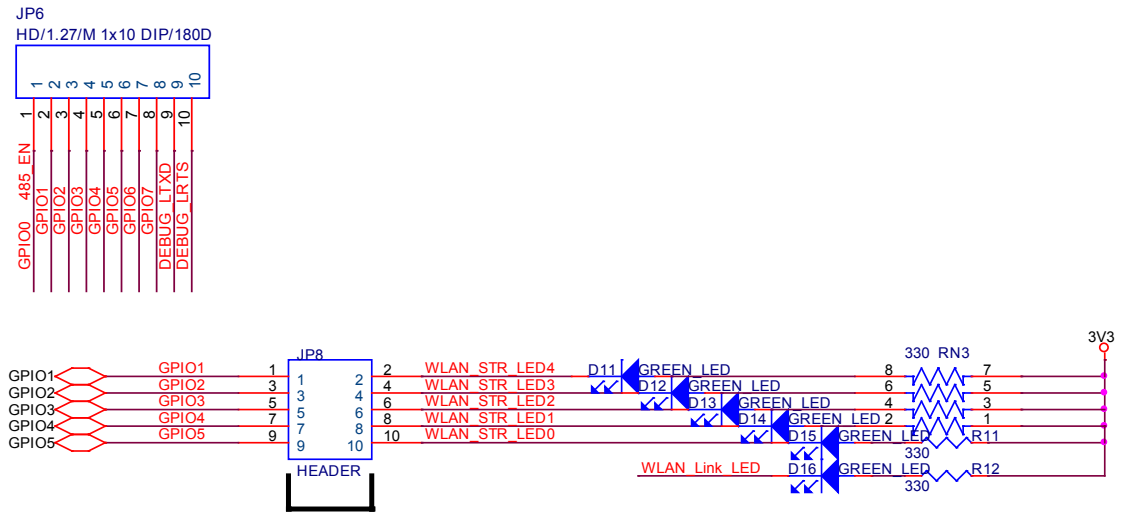 JP6
HD/1.27/M 1x10 DIP/180D
1 2 3 4 5 6 7 8 9 10
1 2 3 4 5 6 7 8 9 10
GPIO0 485_EN
GPIO1
GPIO2
GPIO3
GPIO4
GPIO5
GPIO6
GPIO7
DEBUG_LTXD
DEBUG_LRTS
3V3
JP8
330 RN3
GPIO1 GPIO1 1 1 2 2 WLAN_STR_LED4 D11 GREEN_LED 8 7
GPIO2 GPIO2 3 3 4 4 WLAN_STR_LED3 D12 GREEN_LED 6 5
GPIO3 GPIO3 5 5 6 6 WLAN_STR_LED2 D13 GREEN_LED 4 3
GPIO4 GPIO4 7 7 8 8 WLAN_STR_LED1 D14 GREEN_LED 2 1
GPIO5 GPIO5 9 9 10 10 WLAN_STR_LED0 D15 GREEN_LED R11
330
HEADER
WLAN_Link_LED D16 GREEN_LED R12
330